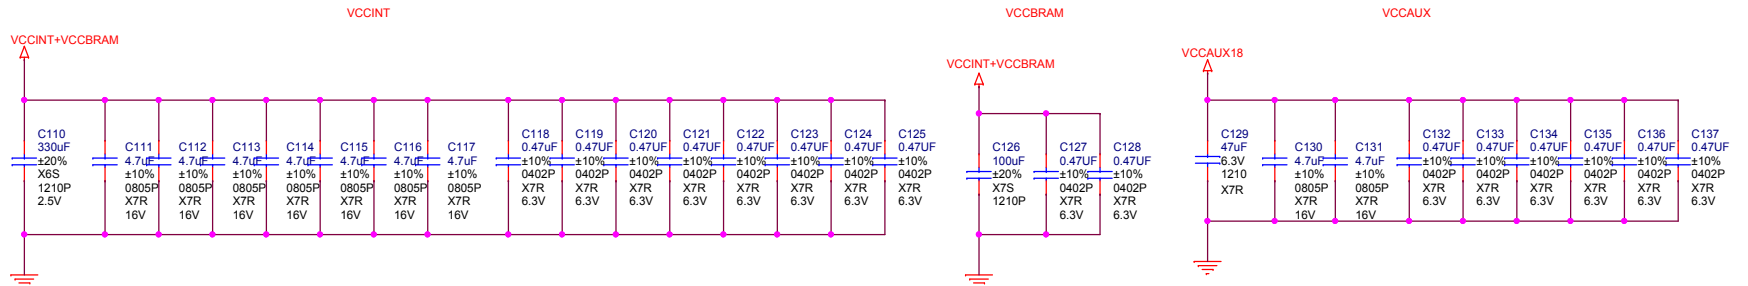 VCCINT
VCCBRAM
VCCAUX
VCCINT+VCCBRAM
VCCINT+VCCBRAM
VCCAUX18
C110
330uF
±20%
X6S
1210P
2.5V
C111
4.7uF
±10%
0805P
X7R
16V
C112
4.7uF
±10%
0805P
X7R
16V
C113
4.7uF
±10%
0805P
X7R
16V
C114
4.7uF
±10%
0805P
X7R
16V
C115
4.7uF
±10%
0805P
X7R
16V
C116
4.7uF
±10%
0805P
X7R
16V
C117
4.7uF
±10%
0805P
X7R
16V
C118
0.47UF
±10%
0402P
X7R
6.3V
C119
0.47UF
±10%
0402P
X7R
6.3V
C120
0.47UF
±10%
0402P
X7R
6.3V
C121
0.47UF
±10%
0402P
X7R
6.3V
C122
0.47UF
±10%
0402P
X7R
6.3V
C123
0.47UF
±10%
0402P
X7R
6.3V
C124
0.47UF
±10%
0402P
X7R
6.3V
C125
0.47UF
±10%
0402P
X7R
6.3V
C126
100uF
±20%
X7S
1210P
C127
0.47UF
±10%
0402P
X7R
6.3V
C128
0.47UF
±10%
0402P
X7R
6.3V
C129
47uF
6.3V
1210
X7R
C130
4.7uF
±10%
0805P
X7R
16V
C131
4.7uF
±10%
0805P
X7R
16V
C132
0.47UF
±10%
0402P
X7R
6.3V
C133
0.47UF
±10%
0402P
X7R
6.3V
C134
0.47UF
±10%
0402P
X7R
6.3V
C135
0.47UF
±10%
0402P
X7R
6.3V
C136
0.47UF
±10%
0402P
X7R
6.3V
C137
0.47UF
±10%
0402P
X7R
6.3V